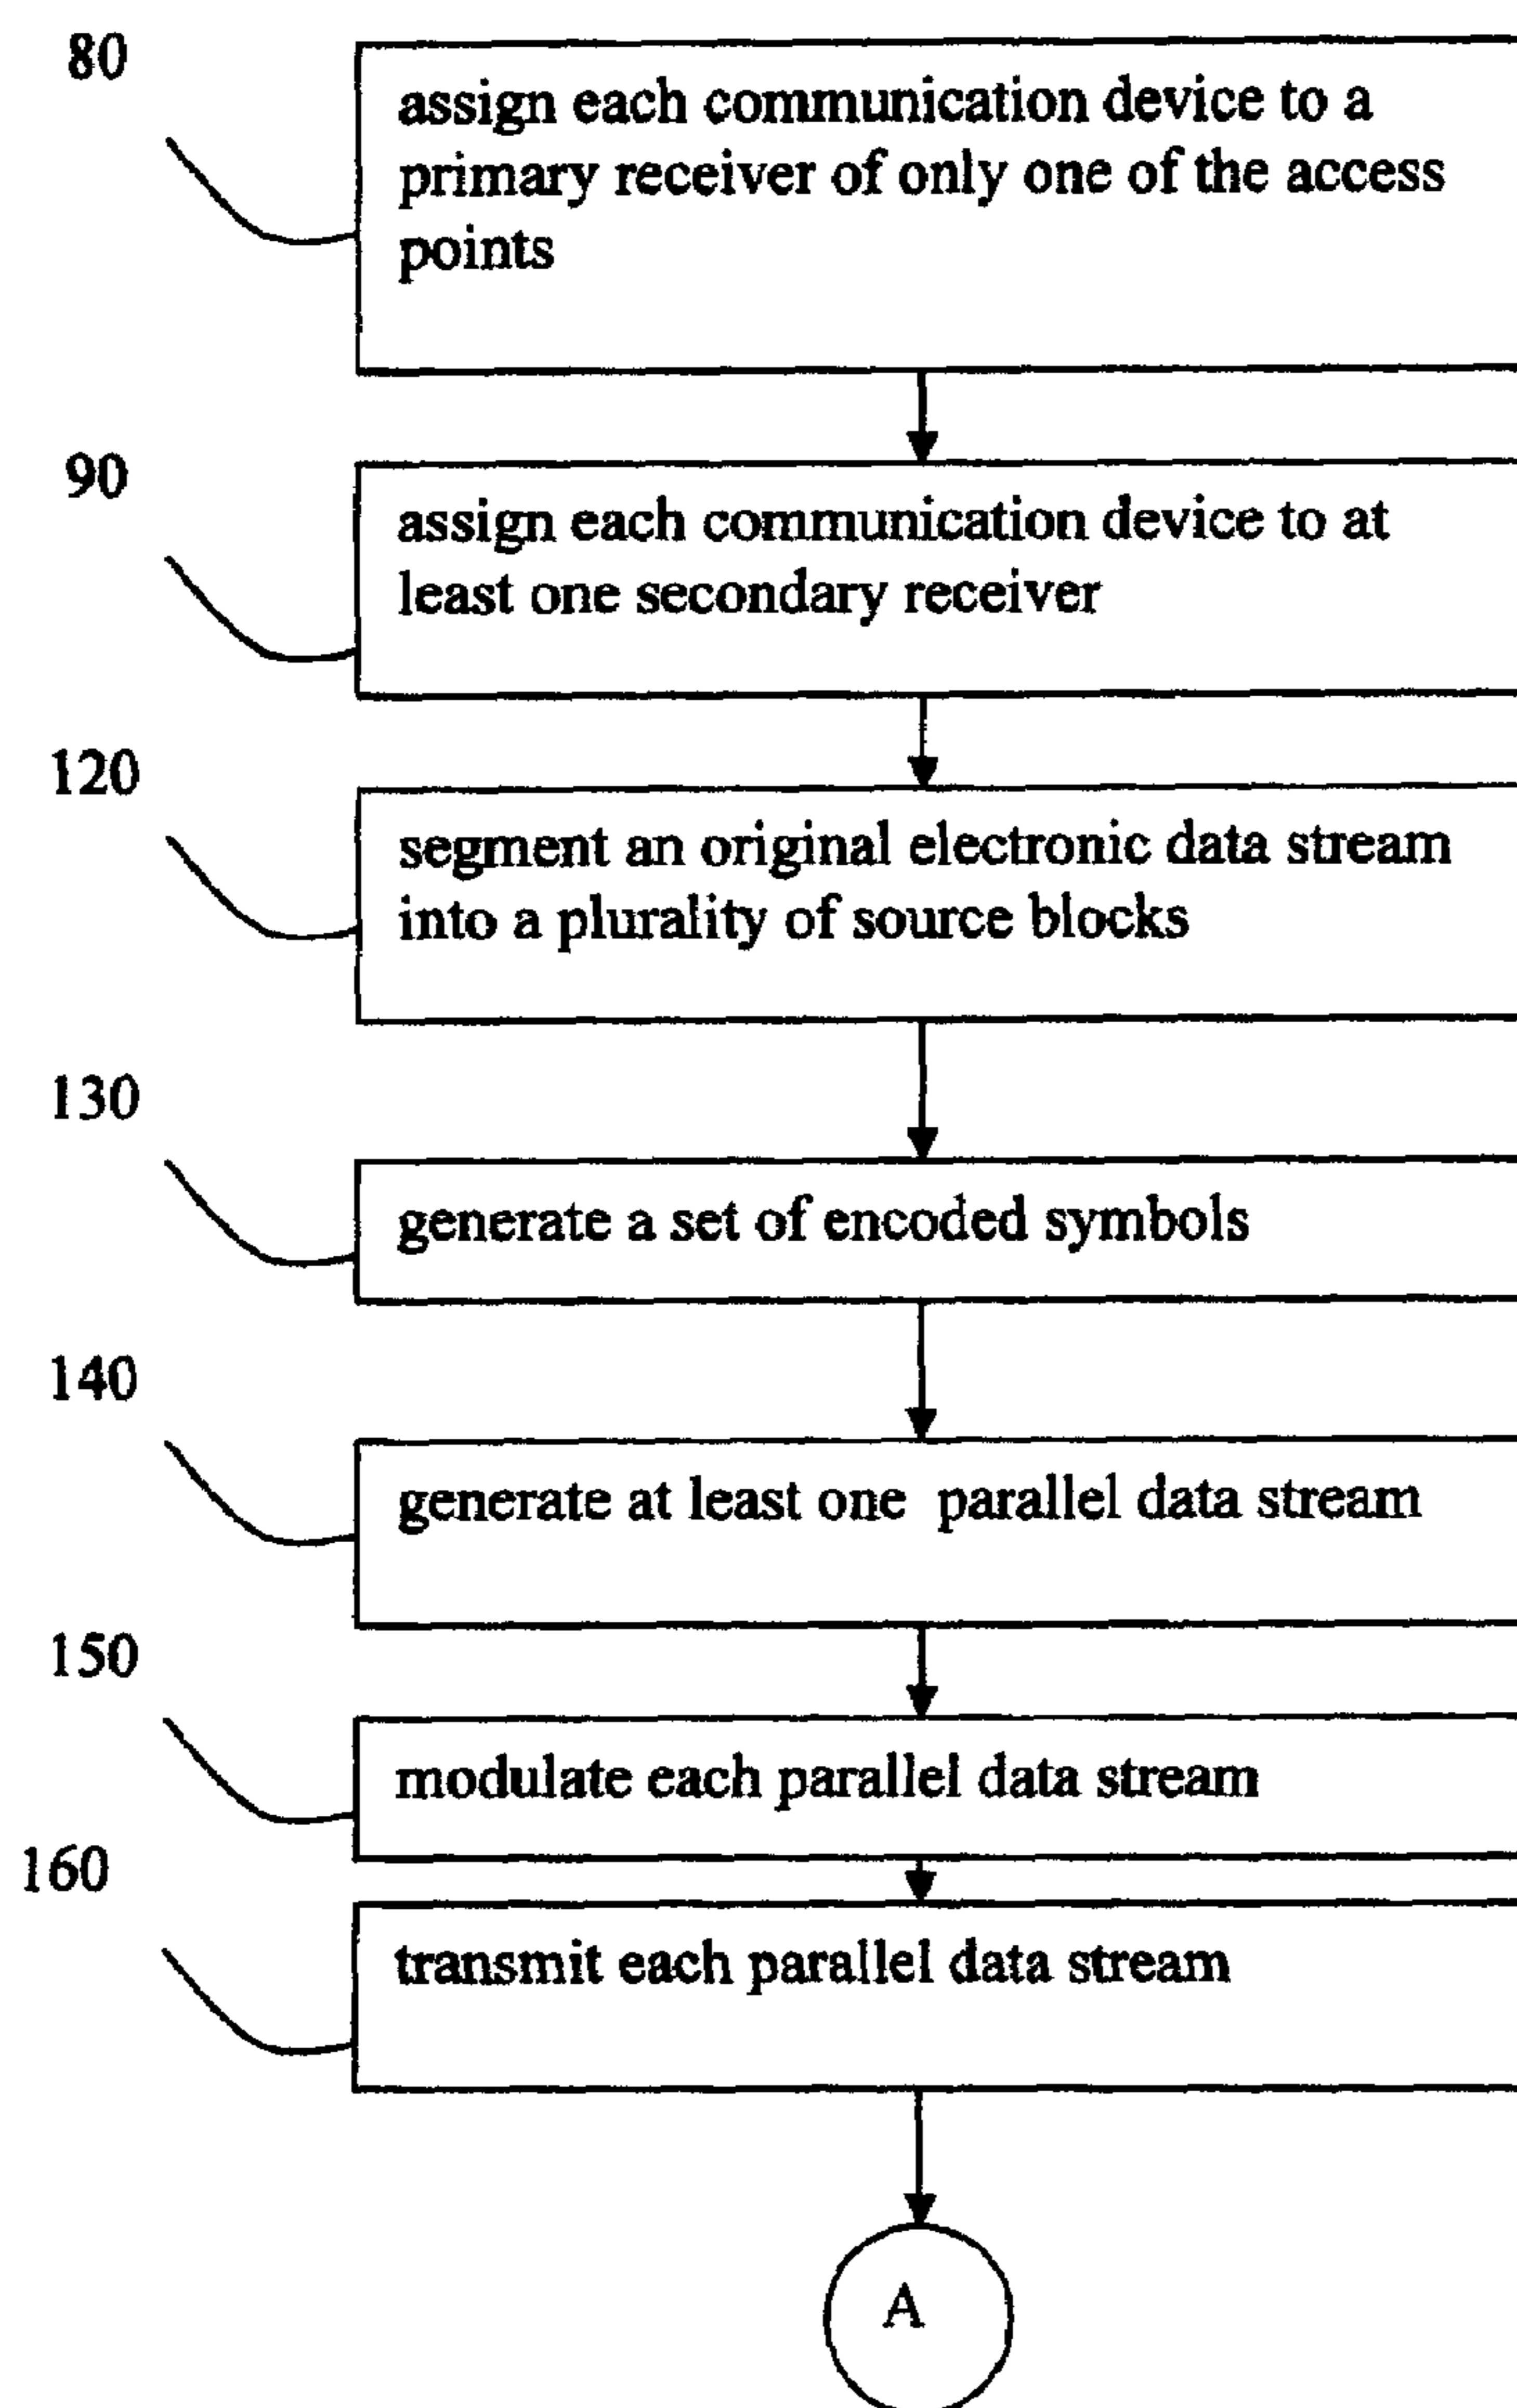 80
assign each communication device to a
primary receiver of only one of the access
points
90
assign each communication device to at
least one secondary receiver
120
segment an original electronic data stream
into a plurality of source blocks
130
generate a set of encoded symbols
140
generate at least one parallel data stream
150
modulate each parallel data stream
160
transmit each parallel data stream
A